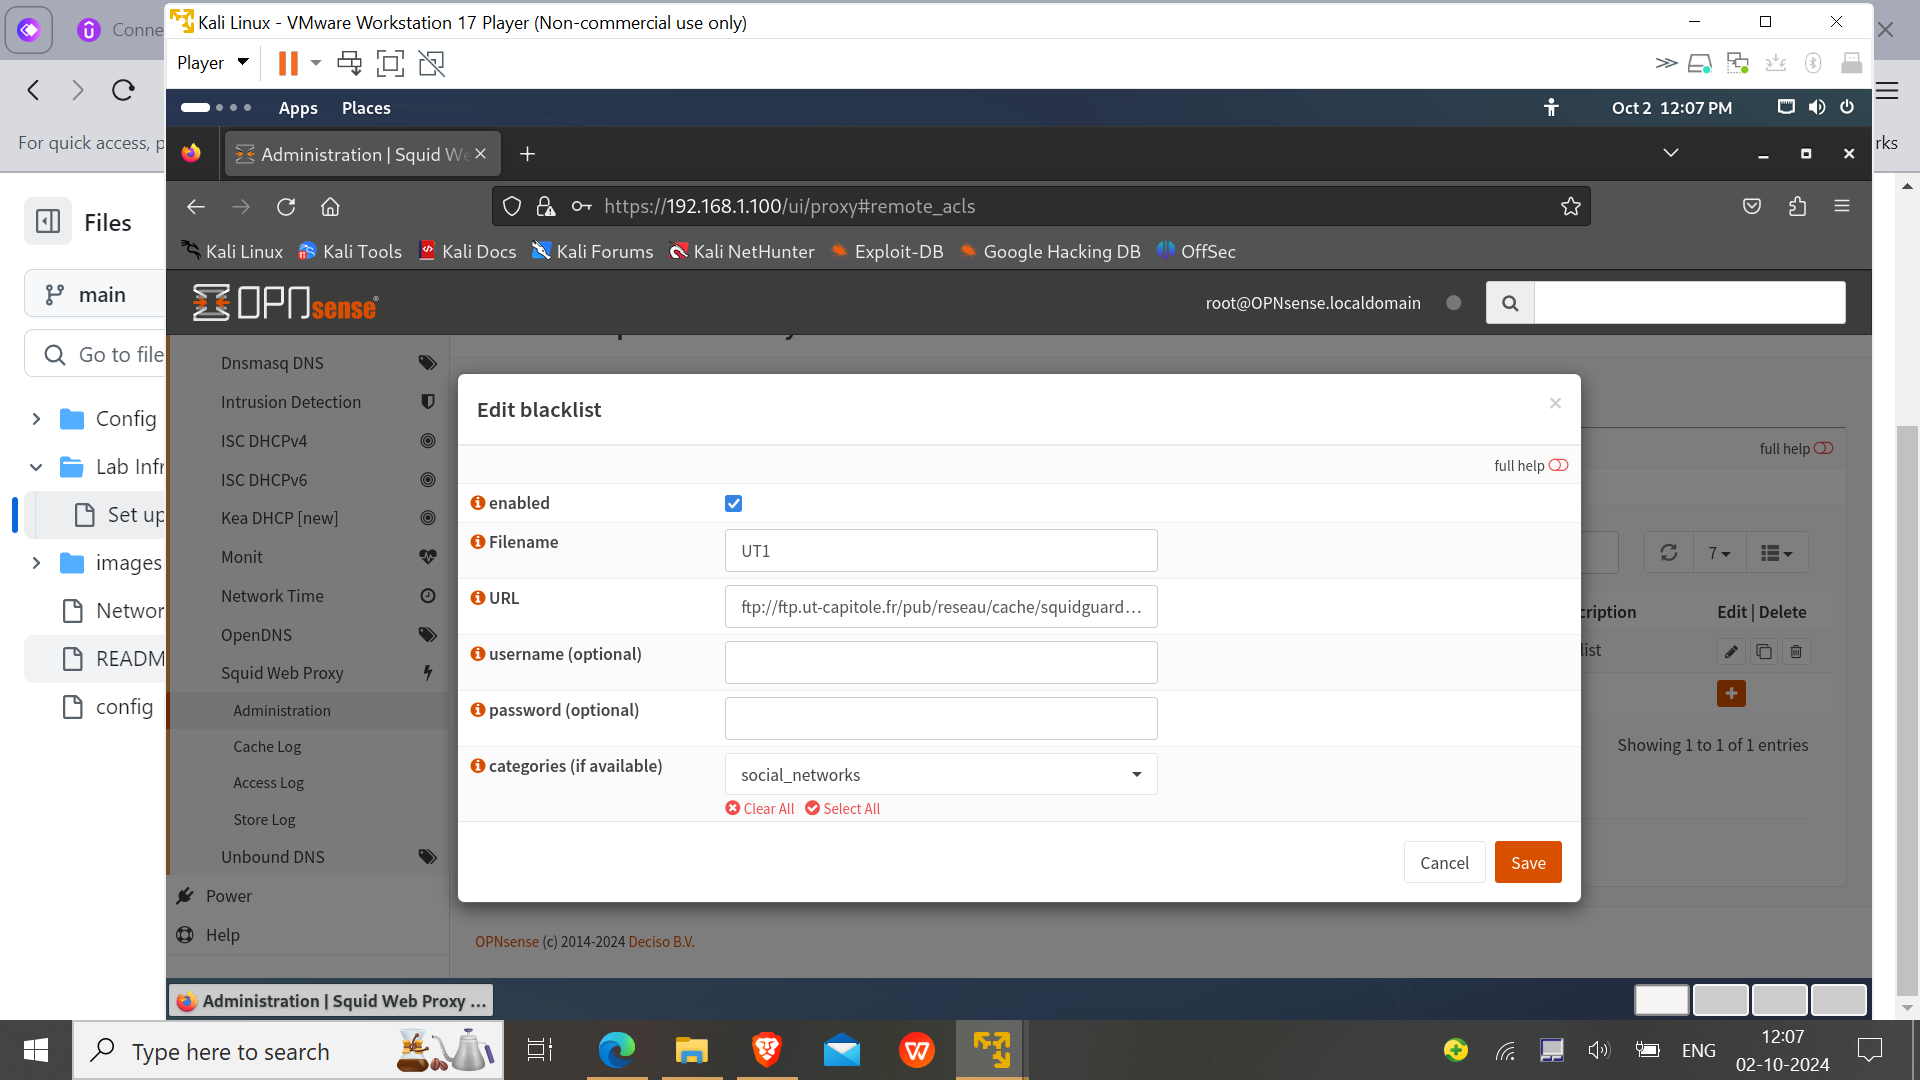 Conne
Kali Linux - VMware Workstation 17 Player (Non-commercial use only)
Player
Apps
Places
Oct 2 12:07 PM
For quick access, p
rks
Administration | Squid We
https://192.168.1.100/ui/proxy#remote_acls
Kali Linux
Kali Tools
Kali Docs
Kali Forums
Kali NetHunter
Exploit-DB
Google Hacking DB
OffSec
Files
main
Go to file
Config
Lab Infr
Set up
images
Networ
READM
config
OPNsense®
root@OPNsense.localdomain
Dnsmasq DNS
Intrusion Detection
ISC DHCPv4
ISC DHCPv6
Kea DHCP [new]
Monit
Network Time
OpenDNS
Squid Web Proxy
Administration
Cache Log
Access Log
Store Log
Unbound DNS
Power
Help
Edit blacklist
×
full help
enabled
Filename
UT1
URL
ftp://ftp.ut-capitole.fr/pub/reseau/cache/squidguard...
username (optional)
password (optional)
categories (if available)
social_networks
Clear All
Select All
Cancel
Save
full help
7
cription
Edit | Delete
list
Showing 1 to 1 of 1 entries
OPNsense (c) 2014-2024 Deciso B.V.
Administration | Squid Web Proxy ...
Type here to search
ENG
12:07
02-10-2024